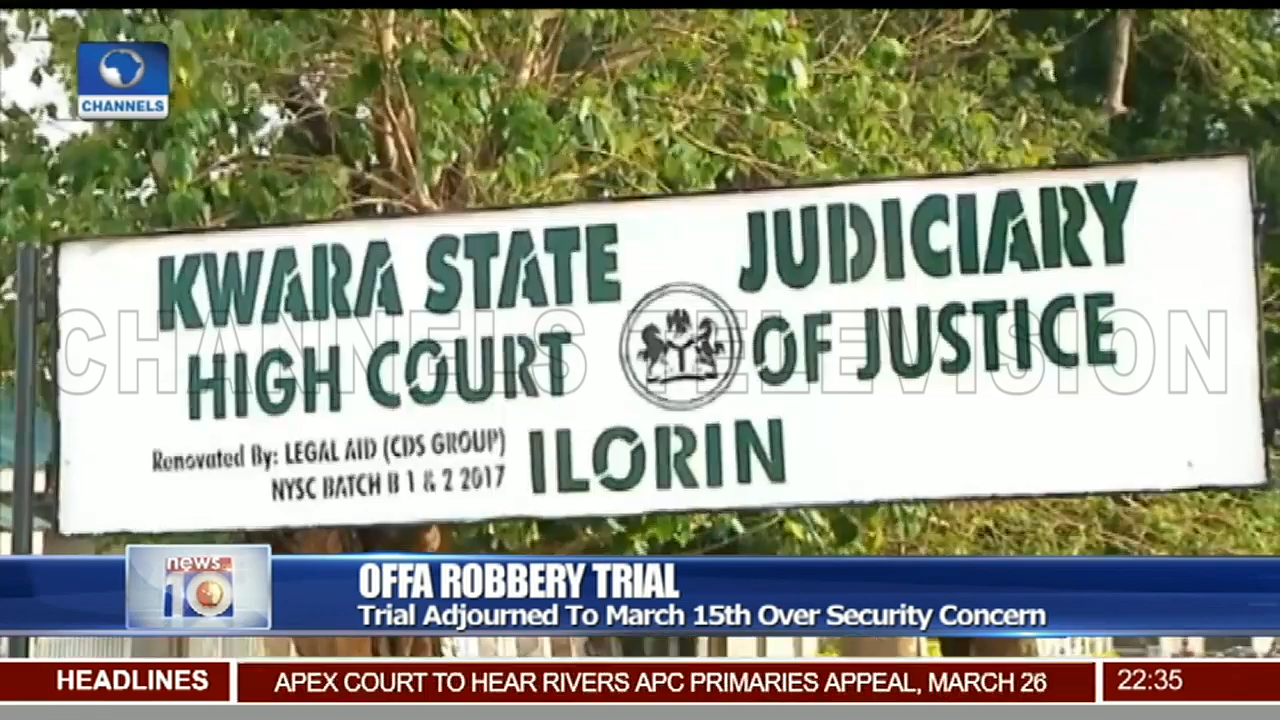 CHANNELS
KWARA STATE JUDICIARY
HIGH COURT OF JUSTICE
CHANNELS TELEVISION
Renovated By: LEGAL AID (CDS GROUP)
NYSC BATCH B 1 & 2 2017
ILORIN
news
10
OFFA ROBBERY TRIAL
Trial Adjourned To March 15th Over Security Concern
HEADLINES
APEX COURT TO HEAR RIVERS APC PRIMARIES APPEAL, MARCH 26
22:35